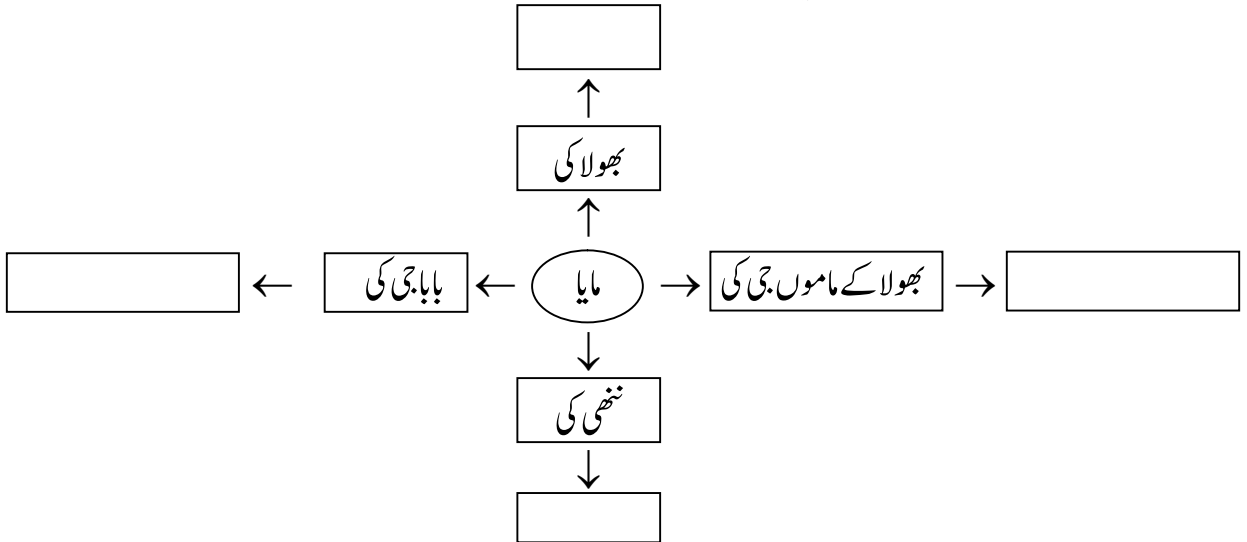 بھولا کی
بھولا کے ماموں جی کی
مایا
باباجی کی
ننھی کی